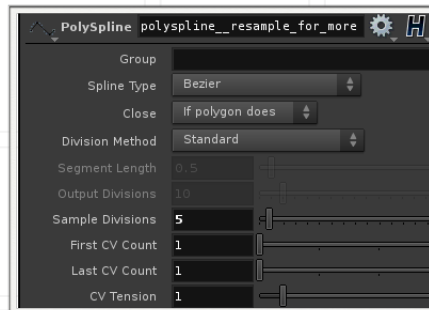 PolySpline polyspline__resample_for_more
Group
Spline Type Bezier
Close If polygon does
Division Method Standard
Segment Length 0.5
Output Divisions 10
Sample Divisions 5
First CV Count 1
Last CV Count 1
CV Tension 1